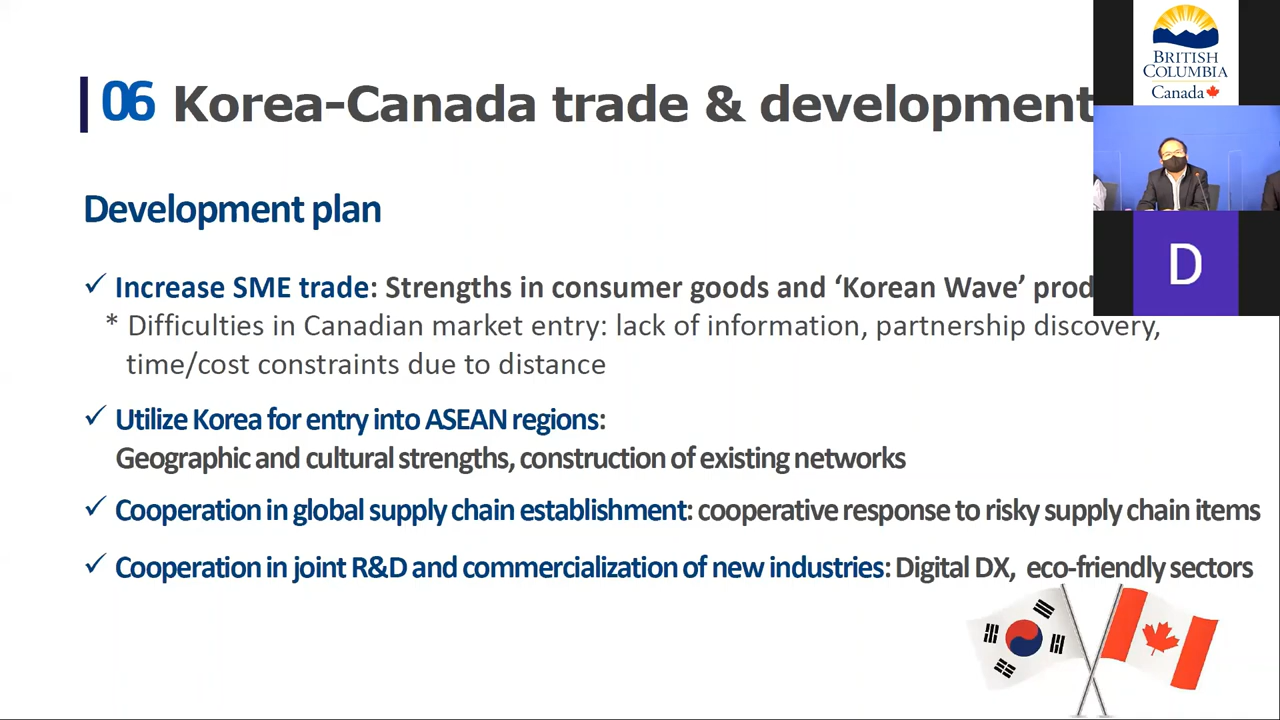 06 Korea-Canada trade & development
BRITISH
COLUMBIA
Canada
D
Development plan
✓ Increase SME trade: Strengths in consumer goods and ‘Korean Wave’
* Difficulties in Canadian market entry: lack of information, partnership discovery,
time/cost constraints due to distance
✓ Utilize Korea for entry into ASEAN regions:
Geographic and cultural strengths, construction of existing networks
✓ Cooperation in global supply chain establishment: cooperative response to risky supply chain items
✓ Cooperation in joint R&D and commercialization of new industries: Digital DX, eco-friendly sectors